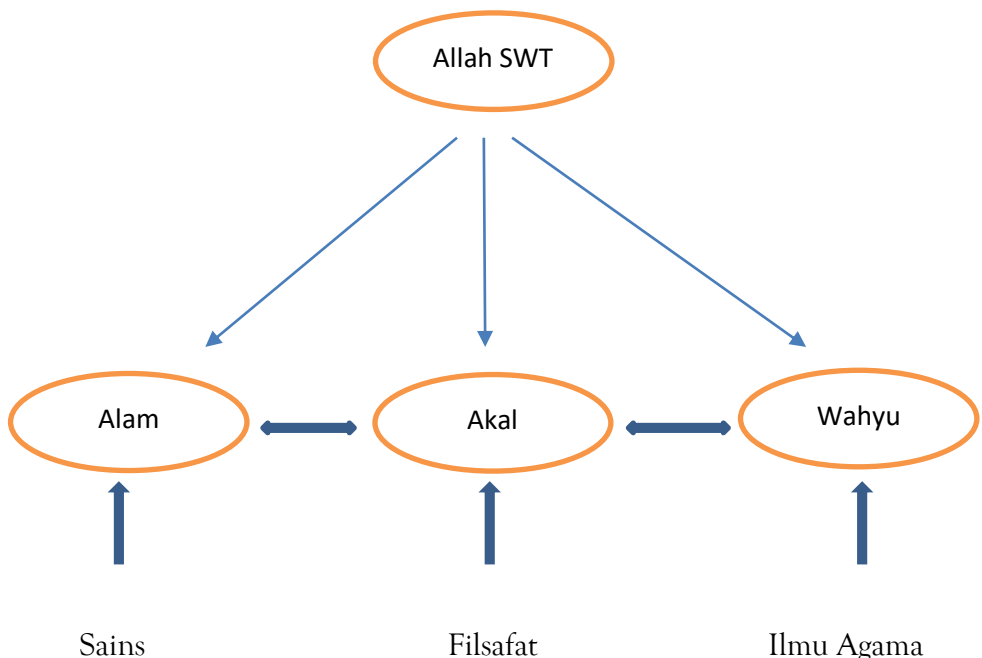 Allah SWT
Alam
Akal
Wahyu
Sains
Filsafat
Ilmu Agama